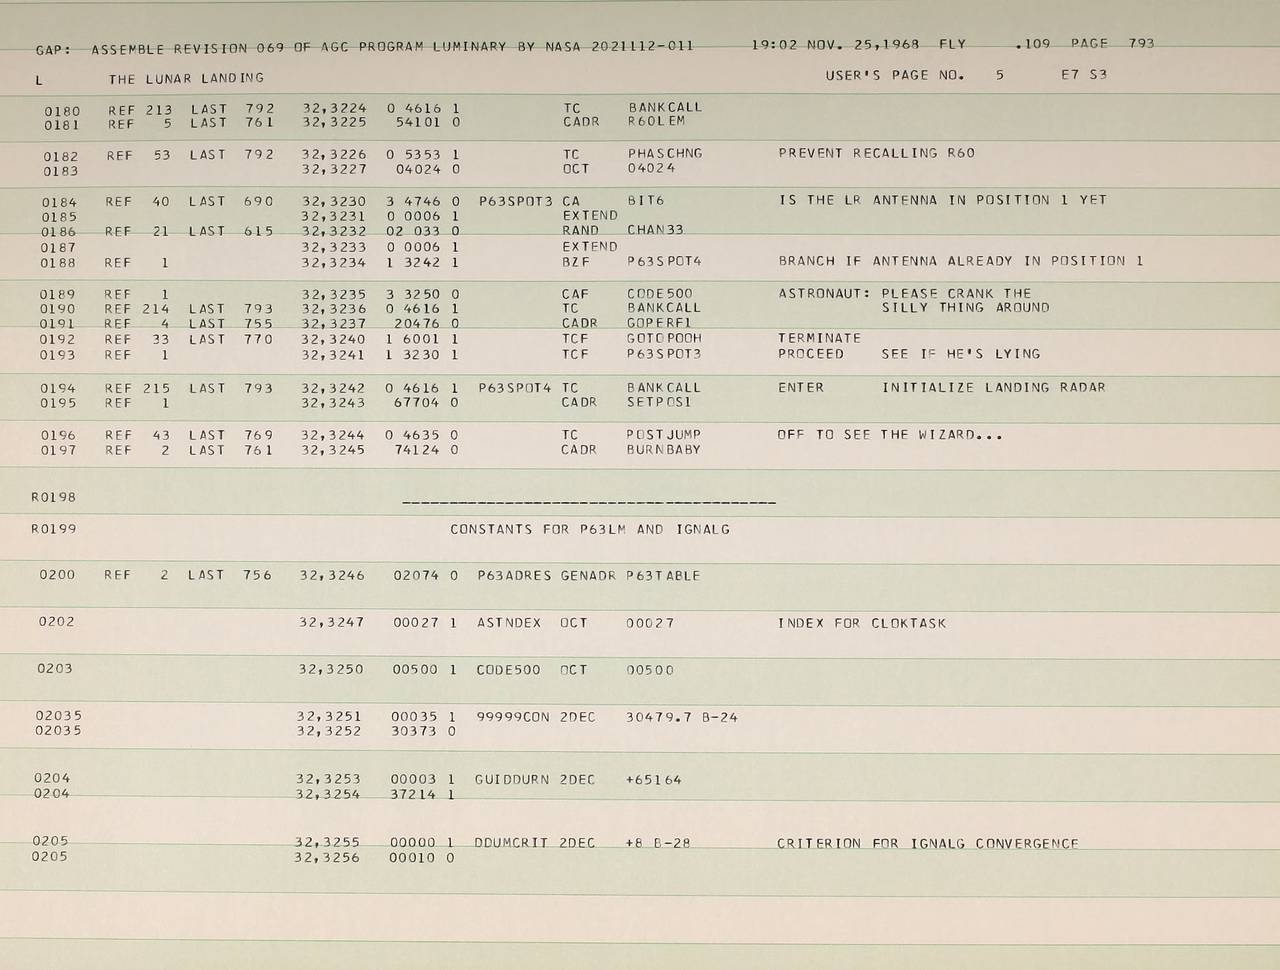 GAP: ASSEMBLE REVISION 069 OF AGC PROGRAM LUMINARY BY NASA 2021112-011 19:02 NOV. 25,1968 FLY .109 PAGE 793
L THE LUNAR LANDING USER'S PAGE NO. 5 E7 S3
0180 REF 213 LAST 792 32,3224 0 4616 1 TC BANKCALL
0181 REF 5 LAST 761 32,3225 54101 0 CADR R60LEM
0182 REF 53 LAST 792 32,3226 0 5353 1 TC PHASCHNG PREVENT RECALLING R60
0183 32,3227 04024 0 OCT 04024
0184 REF 40 LAST 690 32,3230 3 4746 0 P63SPOT3 CA BIT6 IS THE LR ANTENNA IN POSITION 1 YET
0185 32,3231 0 0006 1 EXTEND
0186 REF 21 LAST 615 32,3232 02 033 0 RAND CHAN33
0187 32,3233 0 0006 1 EXTEND
0188 REF 1 32,3234 1 3242 1 BZF P63SPOT4 BRANCH IF ANTENNA ALREADY IN POSITION 1
0189 REF 1 32,3235 3 3250 0 CAF CODE500 ASTRONAUT: PLEASE CRANK THE
0190 REF 214 LAST 793 32,3236 0 4616 1 TC BANKCALL SILLY THING AROUND
0191 REF 4 LAST 755 32,3237 20476 0 CADR GOPERF1
0192 REF 33 LAST 770 32,3240 1 6001 1 TCF GOTOPOOH TERMINATE
0193 REF 1 32,3241 1 3230 1 TCF P63SPOT3 PROCEED SEE IF HE'S LYING
0194 REF 215 LAST 793 32,3242 0 4616 1 P63SPOT4 TC BANKCALL ENTER INITIALIZE LANDING RADAR
0195 REF 1 32,3243 67704 0 CADR SETPOS1
0196 REF 43 LAST 769 32,3244 0 4635 0 TC POSTJUMP OFF TO SEE THE WIZARD...
0197 REF 2 LAST 761 32,3245 74124 0 CADR BURNBABY
R0198 ________________________________________
R0199 CONSTANTS FOR P63LM AND IGNALG
0200 REF 2 LAST 756 32,3246 02074 0 P63ADRES GENADR P63TABLE
0202 32,3247 00027 1 ASTNDEX OCT 00027 INDEX FOR CLOKTASK
0203 32,3250 00500 1 CODE500 OCT 00500
02035 32,3251 00035 1 99999CON 2DEC 30479.7 B-24
02035 32,3252 30373 0
0204 32,3253 00003 1 GUIDDURN 2DEC +65164
0204 32,3254 37214 1
0205 32,3255 00000 1 DDUMCRIT 2DEC +8 B-28 CRITERION FOR IGNALG CONVERGENCE
0205 32,3256 00010 0